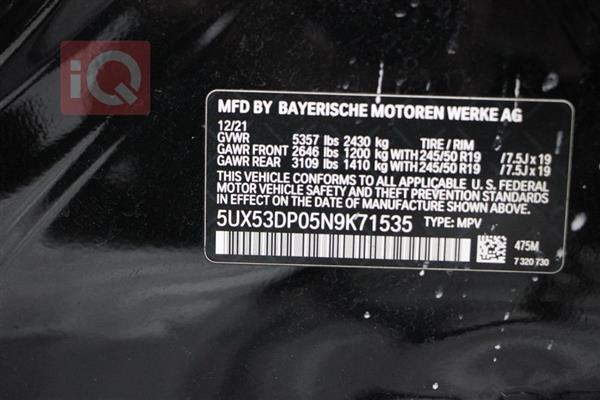 iQ
MFD BY BAYERISCHE MOTOREN WERKE AG
12/21
GVWR 5357 lbs 2430 kg TIRE / RIM
GAWR FRONT 2646 lbs 1200 kg WITH 245/50 R19 /7.5J x 19
GAWR REAR 3109 lbs 1410 kg WITH 245/50 R19 /7.5J x 19
THIS VEHICLE CONFORMS TO ALL APPLICABLE U. S. FEDERAL
MOTOR VEHICLE SAFETY AND THEFT PREVENTION STANDARDS
IN EFFECT ON THE DATE OF MANUFACTURE SHOWN ABOVE.
5UX53DP05N9K71535 TYPE: MPV
475M
7 320 730